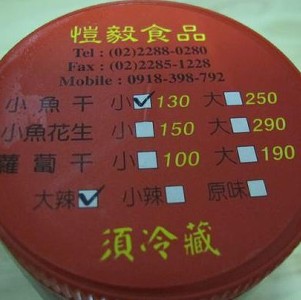 愷毅食品
Tel : (02)2288-0280
Fax : (02)2285-1228
Mobile : 0918-398-792
小魚干 小☑130 大☐250
小魚花生 小☐150 大☐290
蘿蔔干 小☐100 大☐190
大辣☑ 小辣☐ 原味☐
須冷藏